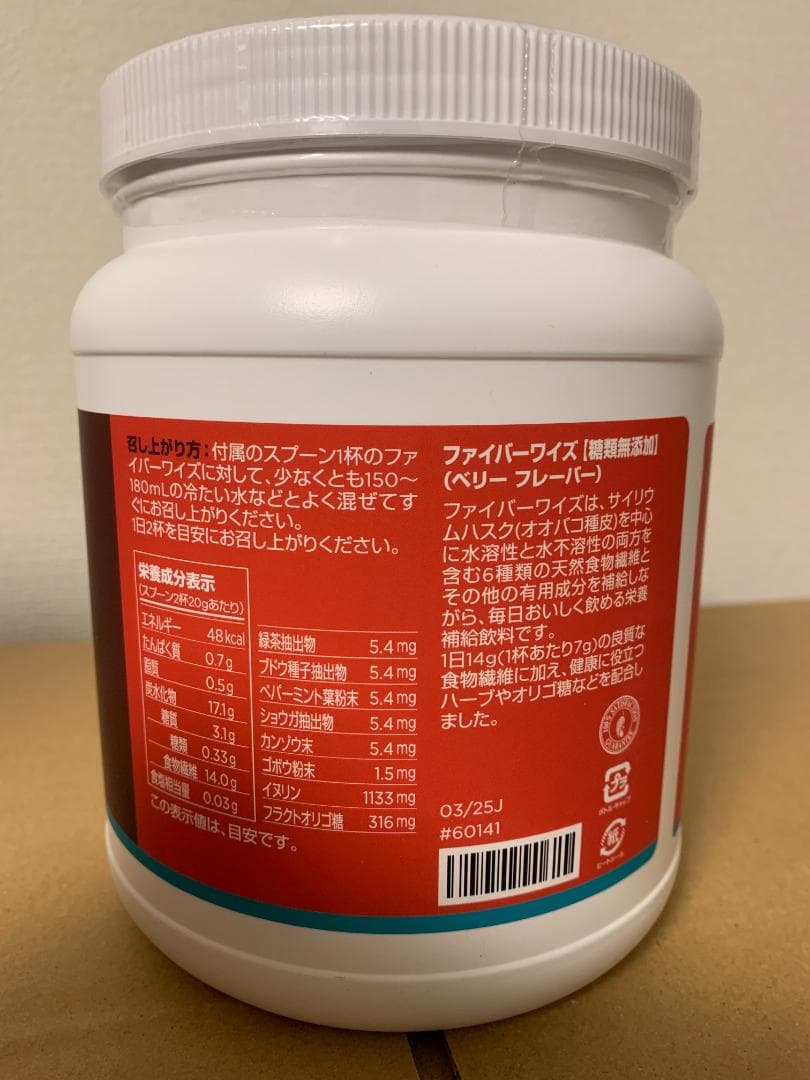 召し上がり方：付属のスプーン1杯のファ
イバーワイズに対して、少なくとも150～
180mLの冷たい水などとよく混ぜてす
ぐにお召し上がりください。
1日2杯を目安にお召し上がりください。
栄養成分表示
(スプーン2杯20gあたり)
エネルギー 48kcal
たんぱく質 0.7g
脂質 0.5g
炭水化物 17.1g
糖質 3.1g
糖類 0.33g
食物繊維 14.0g
食塩相当量 0.03g
この表示値は、目安です。
緑茶抽出物 5.4mg
ブドウ種子抽出物 5.4mg
ペパーミント葉粉末 5.4mg
ショウガ抽出物 5.4mg
カンゾウ末 5.4mg
ゴボウ粉末 1.5mg
イヌリン 1133mg
フラクトオリゴ糖 316mg
ファイバーワイズ [糖類無添加]
(ベリー フレーバー)
ファイバーワイズは、サイリウ
ムハスク(オオバコ種皮)を中心
に水溶性と水不溶性の両方を
含む6種類の天然食物繊維と
その他の有用成分を補給しな
がら、毎日おいしく飲める栄養
補給飲料です。
1日14g(1杯あたり7g)の良質な
食物繊維に加え、健康に役立つ
ハーブやオリゴ糖などを配合し
ました。
100% SATISFACTION
GUARANTEE
プラ
ボトル・キャップ
紙
ヒートシール
03/25J
#60141